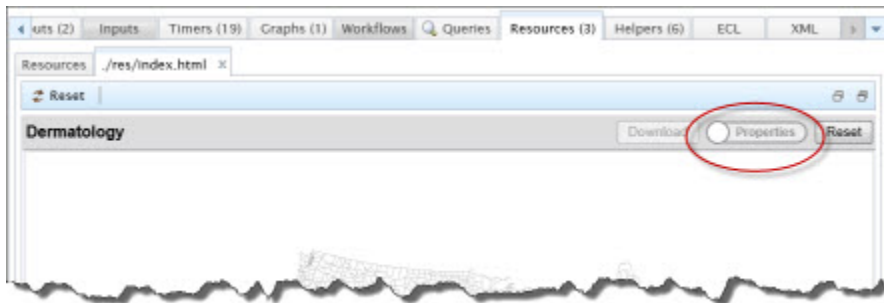 uts (2) Inputs Timers (19) Graphs (1) Workflows Queries Resources (3) Helpers (6) ECL XML
Resources ./res/index.html ×
Reset
Dermatology Download Properties Reset